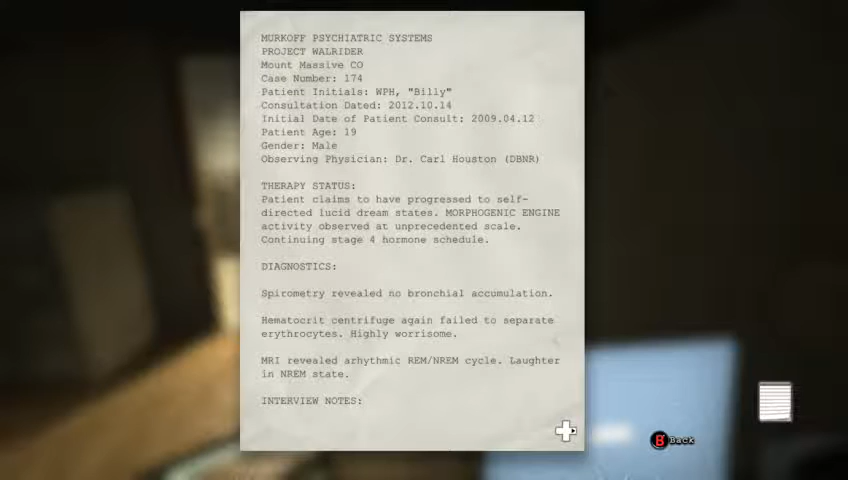 MURKOFF PSYCHIATRIC SYSTEMS
PROJECT WALRIDER
Mount Massive CO
Case Number: 174
Patient Initials: WPH, "Billy"
Consultation Dated: 2012.10.14
Initial Date of Patient Consult: 2009.04.12
Patient Age: 19
Gender: Male
Observing Physician: Dr. Carl Houston (DBNR)
THERAPY STATUS:
Patient claims to have progressed to self-
directed lucid dream states. MORPHOGENIC ENGINE
activity observed at unprecedented scale.
Continuing stage 4 hormone schedule.
DIAGNOSTICS:
Spirometry revealed no bronchial accumulation.
Hematocrit centrifuge again failed to separate
erythrocytes. Highly worrisome.
MRI revealed arhythmic REM/NREM cycle. Laughter
in NREM state.
INTERVIEW NOTES:
B Back